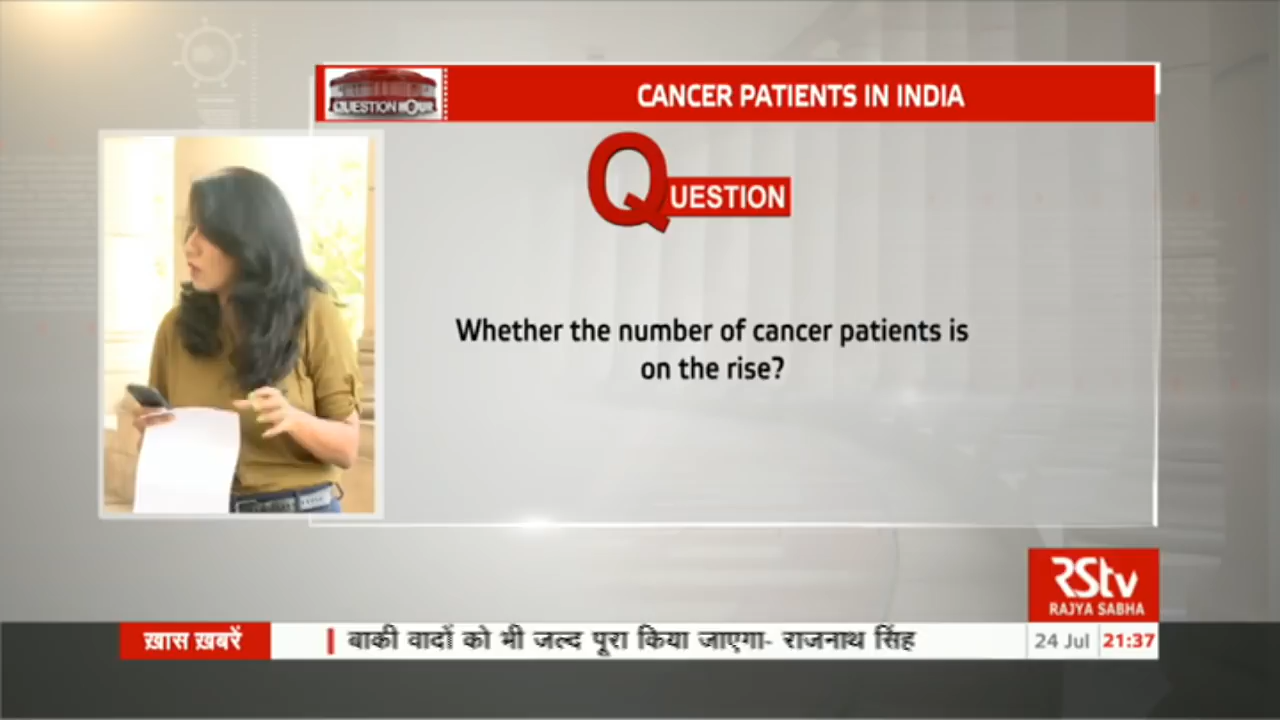 QUESTION HOUR
CANCER PATIENTS IN INDIA
QUESTION
Whether the number of cancer patients is
on the rise?
RStv
RAJYA SABHA
ख़ास ख़बरें
बाकी वादों को भी जल्द पूरा किया जाएगा- राजनाथ सिंह
24 Jul
21:37